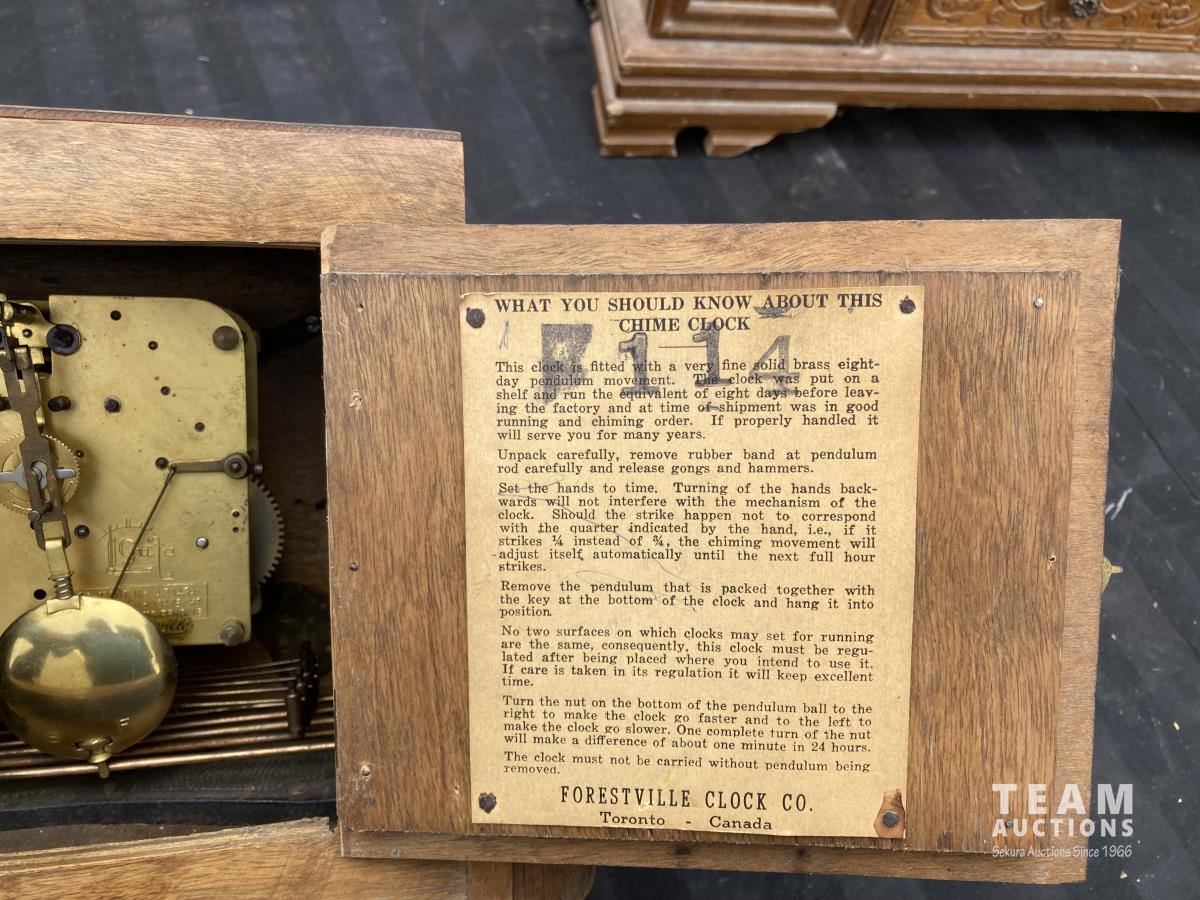 WHAT YOU SHOULD KNOW ABOUT THIS
CHIME CLOCK
114
This clock is fitted with a very fine solid brass eight-
day pendulum movement. The clock was put on a
shelf and run the equivalent of eight days before leav-
ing the factory and at time of shipment was in good
running and chiming order. If properly handled it
will serve you for many years.
Unpack carefully, remove rubber band at pendulum
rod carefully and release gongs and hammers.
Set the hands to time. Turning of the hands back-
wards will not interfere with the mechanism of the
clock. Should the strike happen not to correspond
with the quarter indicated by the hand, i.e., if it
strikes ¼ instead of ¾, the chiming movement will
adjust itself automatically until the next full hour
strikes.
Remove the pendulum that is packed together with
the key at the bottom of the clock and hang it into
position.
No two surfaces on which clocks may set for running
are the same, consequently, this clock must be regu-
lated after being placed where you intend to use it.
If care is taken in its regulation it will keep excellent
time.
Turn the nut on the bottom of the pendulum ball to the
right to make the clock go faster and to the left to
make the clock go slower. One complete turn of the nut
will make a difference of about one minute in 24 hours.
The clock must not be carried without pendulum being
removed.
FORESTVILLE CLOCK CO.
Toronto - Canada
TEAM
AUCTIONS
Sekura Auctions Since 1966